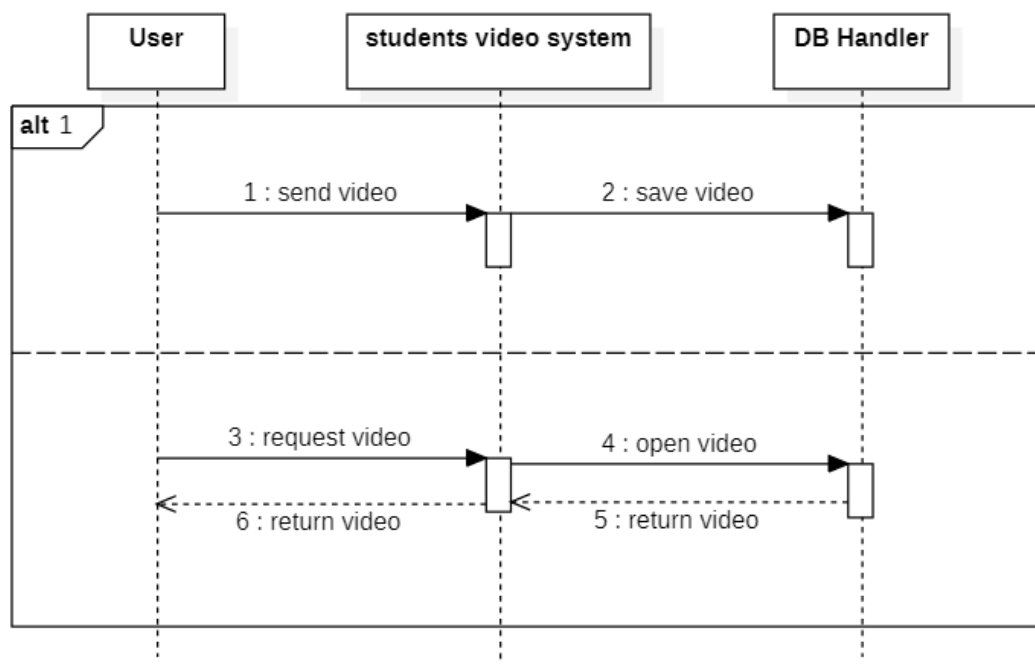 User
students video system
DB Handler
alt 1
1 : send video
2 : save video
3 : request video
4 : open video
6 : return video
5 : return video